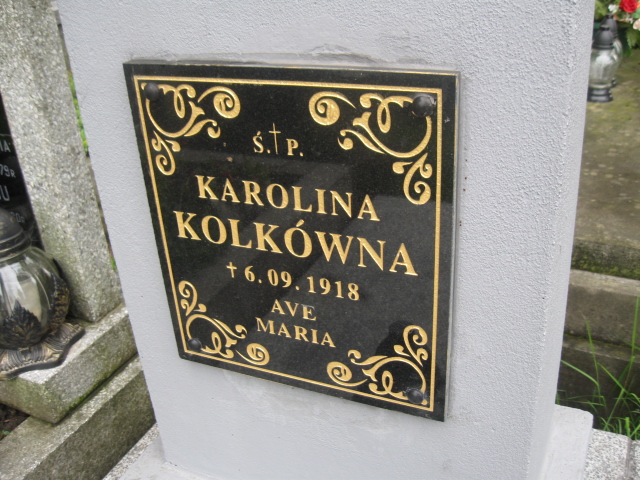 Ś.†P.
KAROLINA
KOLKÓWNA
† 6.09.1918
AVE
MARIA